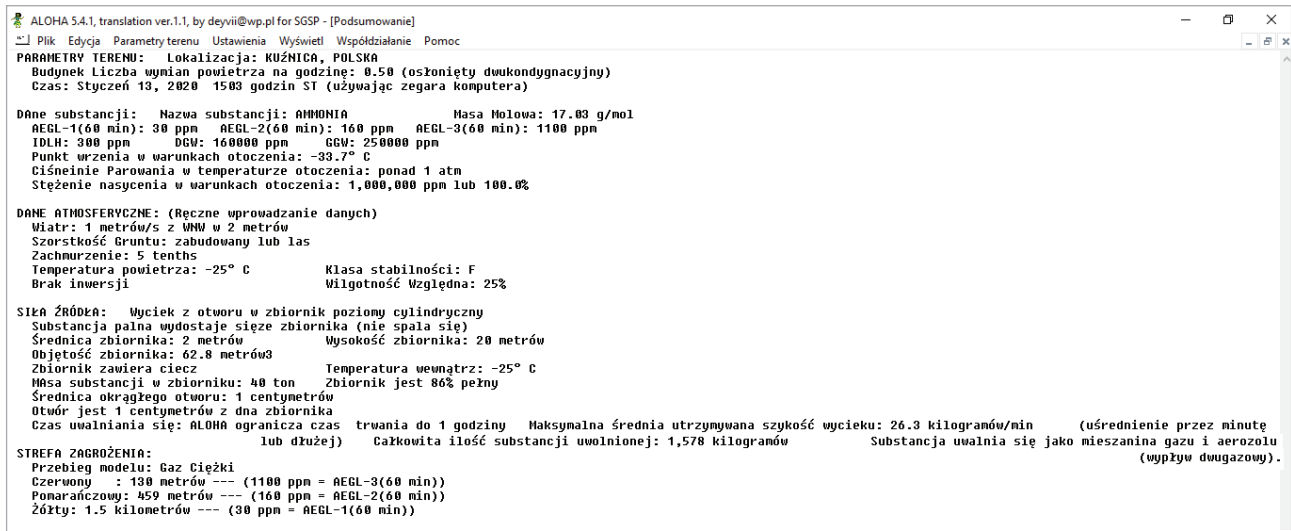 ALOHA 5.4.1, translation ver.1.1, by deyvii@wp.pl for SGSP - [Podsumowanie]
Plik Edycja Parametry terenu Ustawienia Wyświetl Współdziałanie Pomoc
PARAMETRY TERENU: Lokalizacja: KUŹNICA, POLSKA
Budynek Liczba wymian powietrza na godzinę: 0.50 (osłonięty dwukondygnacyjny)
Czas: Styczeń 13, 2020 1503 godzin ST (używając zegara komputera)
DAne substancji: Nazwa substancji: AMMONIA Masa Molowa: 17.03 g/mol
AEGL-1(60 min): 30 ppm AEGL-2(60 min): 160 ppm AEGL-3(60 min): 1100 ppm
IDLH: 300 ppm DGW: 160000 ppm GGW: 250000 ppm
Punkt wrzenia w warunkach otoczenia: -33.7° C
Ciśneinie Parowania w temperaturze otoczenia: ponad 1 atm
Stężenie nasycenia w warunkach otoczenia: 1,000,000 ppm lub 100.0%
DANE ATMOSFERYCZNE: (Ręczne wprowadzanie danych)
Wiatr: 1 metrów/s z WNW w 2 metrów
Szorstkość Gruntu: zabudowany lub las
Zachmurzenie: 5 tenths
Temperatura powietrza: -25° C Klasa stabilności: F
Brak inwersji Wilgotność Względna: 25%
SIŁA ŹRÓDŁA: Wyciek z otworu w zbiornik poziomy cylindryczny
Substancja palna wydostaje sięze zbiornika (nie spala się)
Średnica zbiornika: 2 metrów Wysokość zbiornika: 20 metrów
Objętość zbiornika: 62.8 metrów3
Zbiornik zawiera ciecz Temperatura wewnątrz: -25° C
MAsa substancji w zbiorniku: 40 ton Zbiornik jest 86% pełny
Średnica okrągłego otworu: 1 centymetrów
Otwór jest 1 centymetrów z dna zbiornika
Czas uwalniania się: ALOHA ogranicza czas trwania do 1 godziny Maksymalna średnia utrzymywana szykość wycieku: 26.3 kilogramów/min (uśrednienie przez minutę
lub dłużej) Całkowita ilość substancji uwolnionej: 1,578 kilogramów Substancja uwalnia się jako mieszanina gazu i aerozolu
(wypływ dwugazowy).
STREFA ZAGROŻENIA:
Przebieg modelu: Gaz Ciężki
Czerwony : 130 metrów --- (1100 ppm = AEGL-3(60 min))
Pomarańczowy: 459 metrów --- (160 ppm = AEGL-2(60 min))
Żółty: 1.5 kilometrów --- (30 ppm = AEGL-1(60 min))